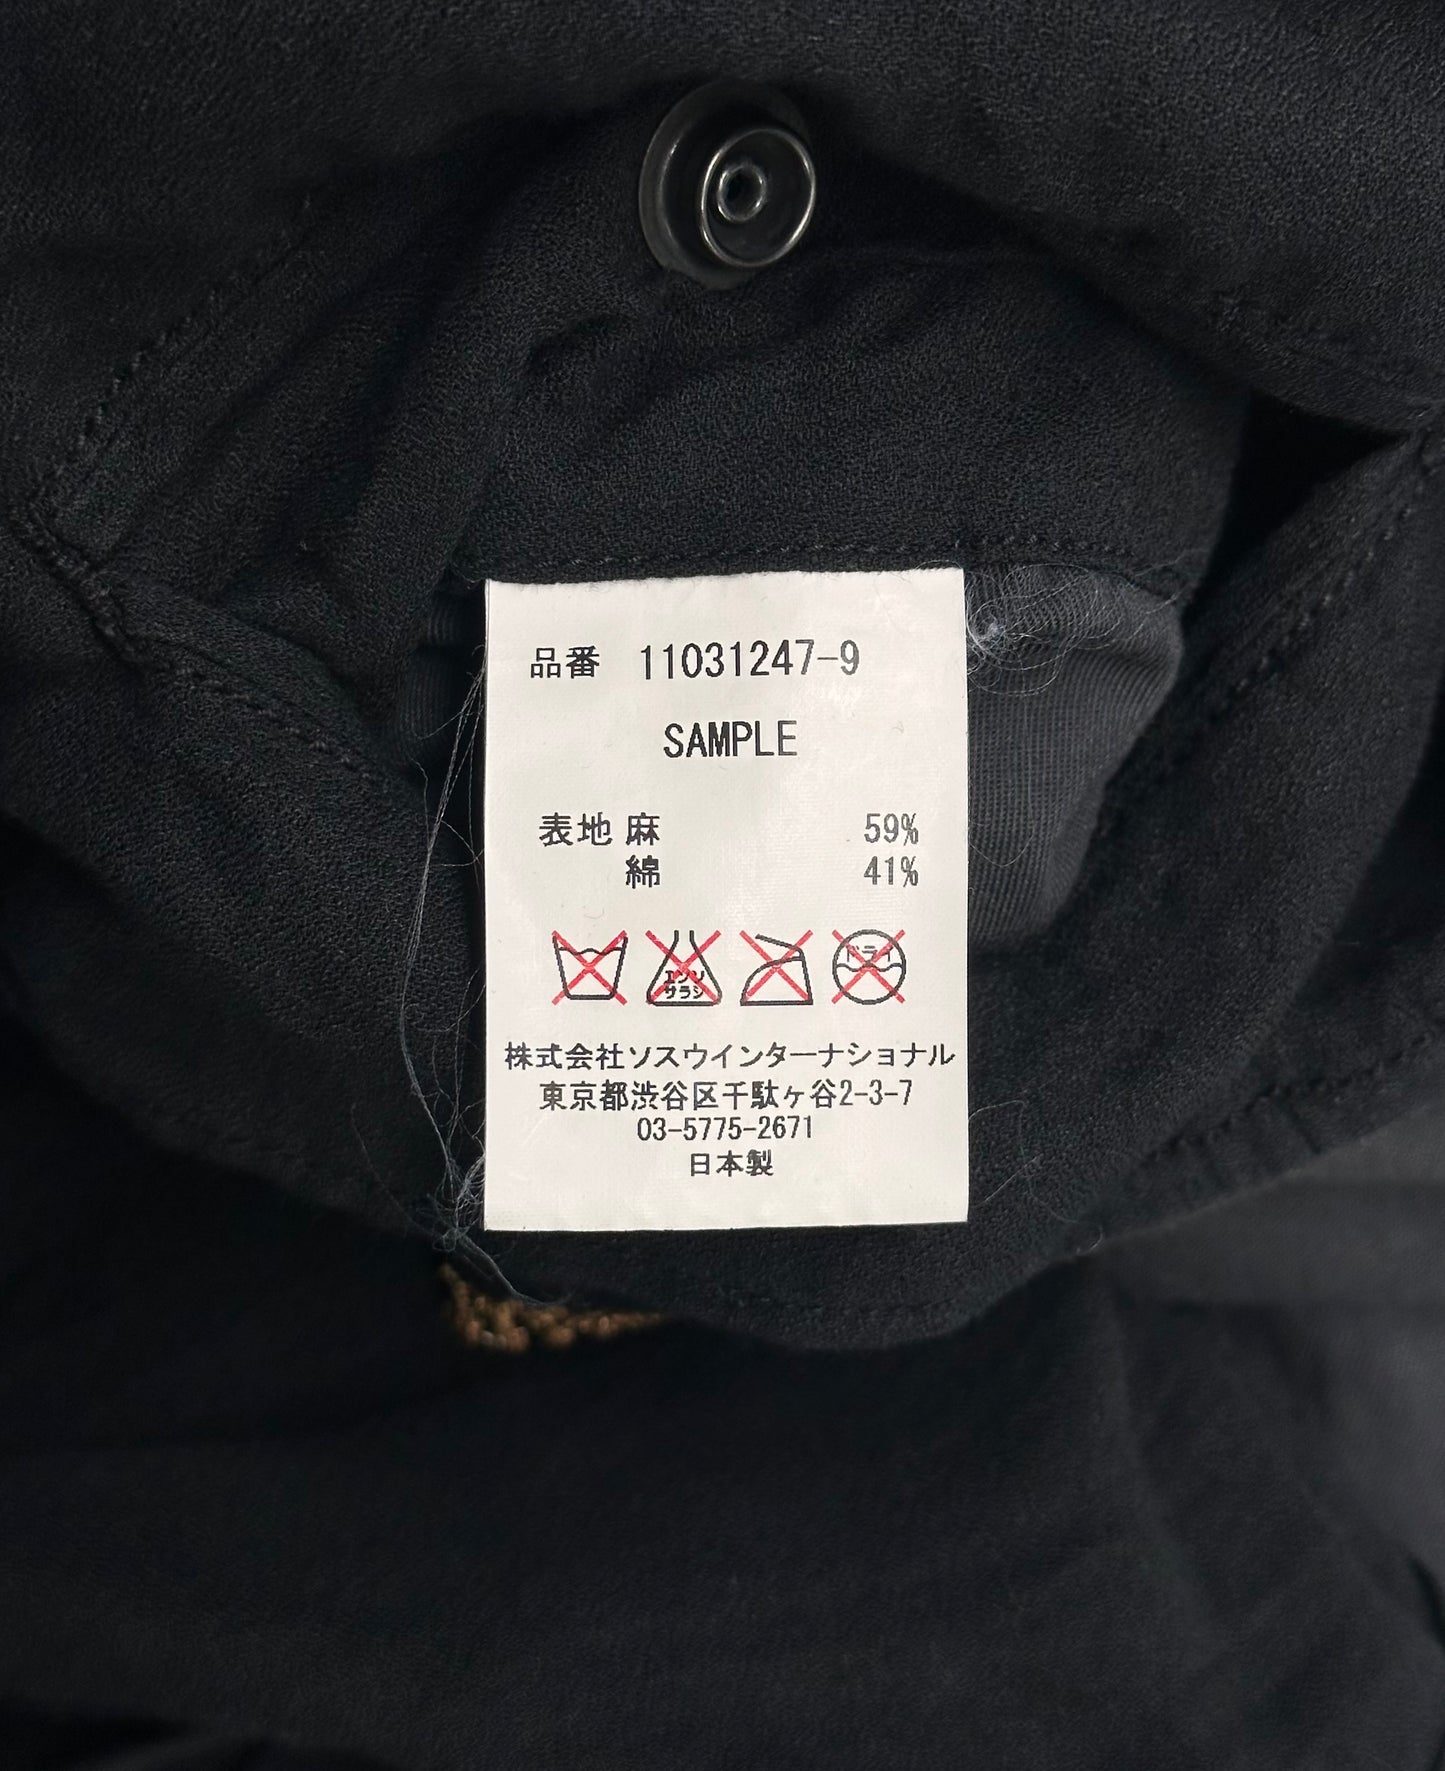 品番 11031247-9
SAMPLE
表地 麻 59%
綿 41%
エンソ
サラシ
ドライ
株式会社ソスウインターナショナル
東京都渋谷区千駄ヶ谷2-3-7
03-5775-2671
日本製